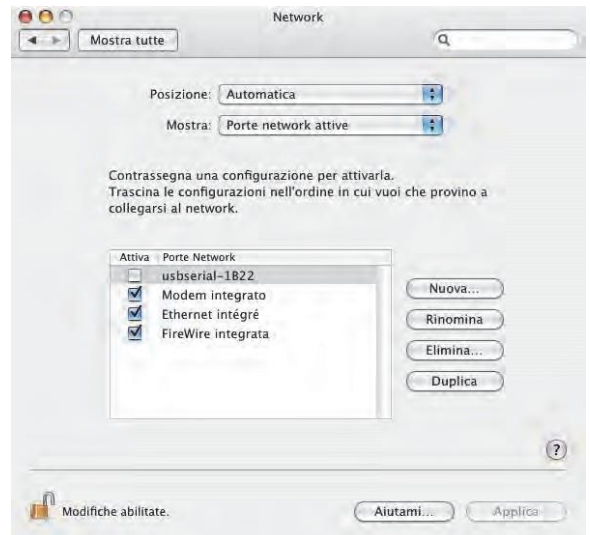 Network
Mostra tutte
Posizione: Automatica
Mostra: Porte network attive
Contrassegna una configurazione per attivarla.
Trascina le configurazioni nell'ordine in cui vuoi che provino a
collegarsi al network.
Attiva Porte Network
usbserial-1B22
Modem integrato
Ethernet intégré
FireWire integrata
Nuova...
Rinomina
Elimina...
Duplica
?
Modifiche abilitate.
Aiutami... Applica